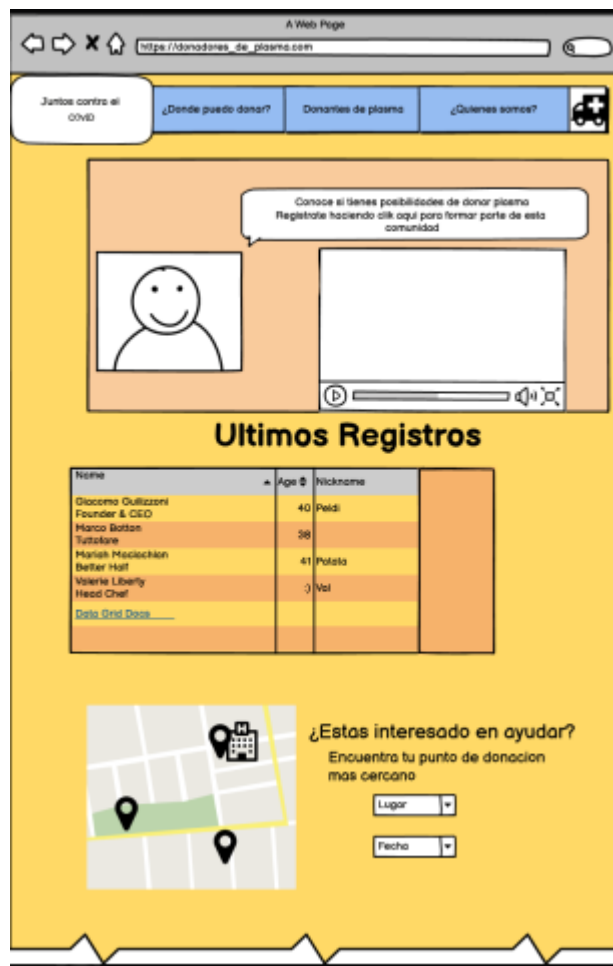 A Web Page
https://donadores_de_plasma.com
Juntos contra el
COVID
¿Donde puedo donar?
Donantes de plasma
¿Quienes somos?
Conoce si tienes posibilidades de donar plasma
Registrate haciendo clik aqui para formar parte de esta
comunidad
Ultimos Registros
Name Age Nickname
Giacomo Guilizzoni
Founder & CEO
40 Peldi
Marco Botton
Tuttofare
38
Mariah Maclachlan
Better Half
41 Patata
Valerie Liberty
Head Chef
:) Val
Data Grid Docs
H
¿Estas interesado en ayudar?
Encuentra tu punto de donacion
mas cercano
Lugar
Fecha